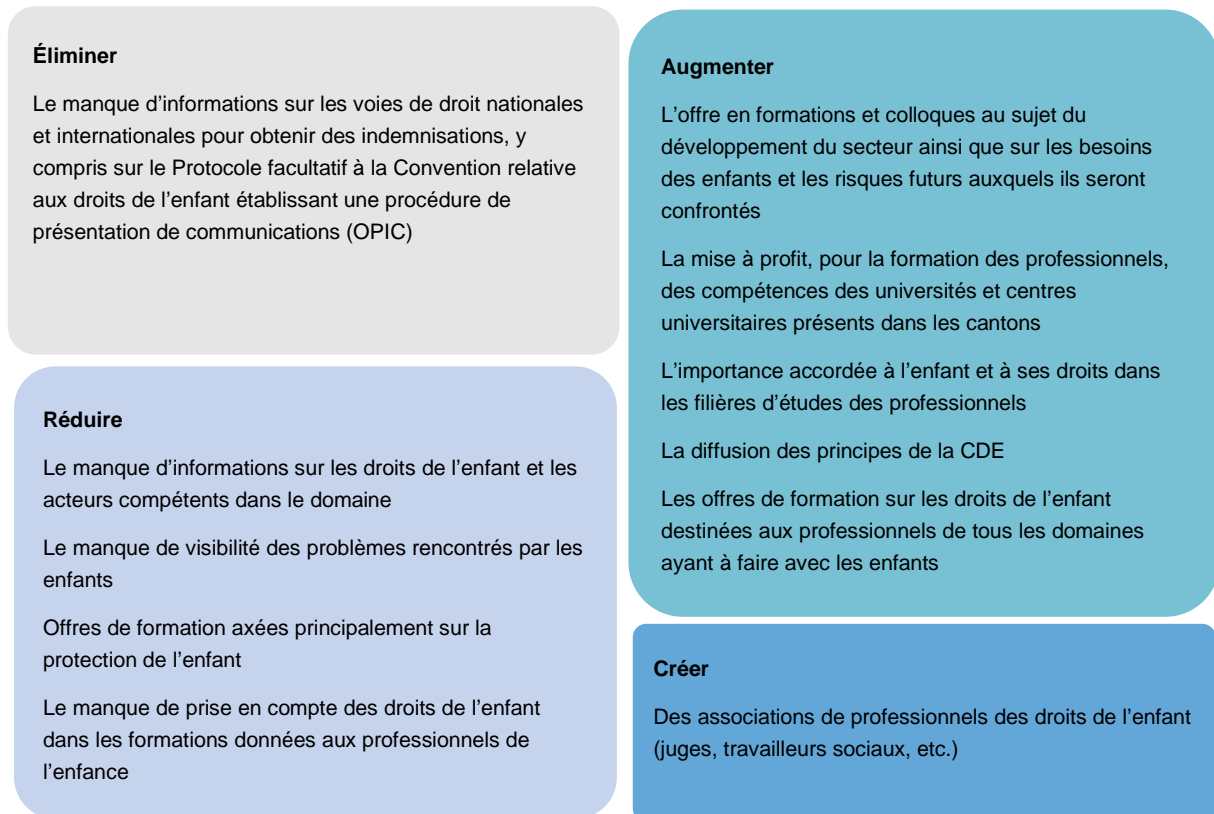 Éliminer
Le manque d’informations sur les voies de droit nationales
et internationales pour obtenir des indemnisations, y
compris sur le Protocole facultatif à la Convention relative
aux droits de l’enfant établissant une procédure de
présentation de communications (OPIC)
Réduire
Le manque d’informations sur les droits de l’enfant et les
acteurs compétents dans le domaine
Le manque de visibilité des problèmes rencontrés par les
enfants
Offres de formation axées principalement sur la
protection de l’enfant
Le manque de prise en compte des droits de l’enfant
dans les formations données aux professionnels de
l’enfance
Augmenter
L’offre en formations et colloques au sujet du
développement du secteur ainsi que sur les besoins
des enfants et les risques futurs auxquels ils seront
confrontés
La mise à profit, pour la formation des professionnels,
des compétences des universités et centres
universitaires présents dans les cantons
L’importance accordée à l’enfant et à ses droits dans
les filières d’études des professionnels
La diffusion des principes de la CDE
Les offres de formation sur les droits de l’enfant
destinées aux professionnels de tous les domaines
ayant à faire avec les enfants
Créer
Des associations de professionnels des droits de l’enfant
(juges, travailleurs sociaux, etc.)